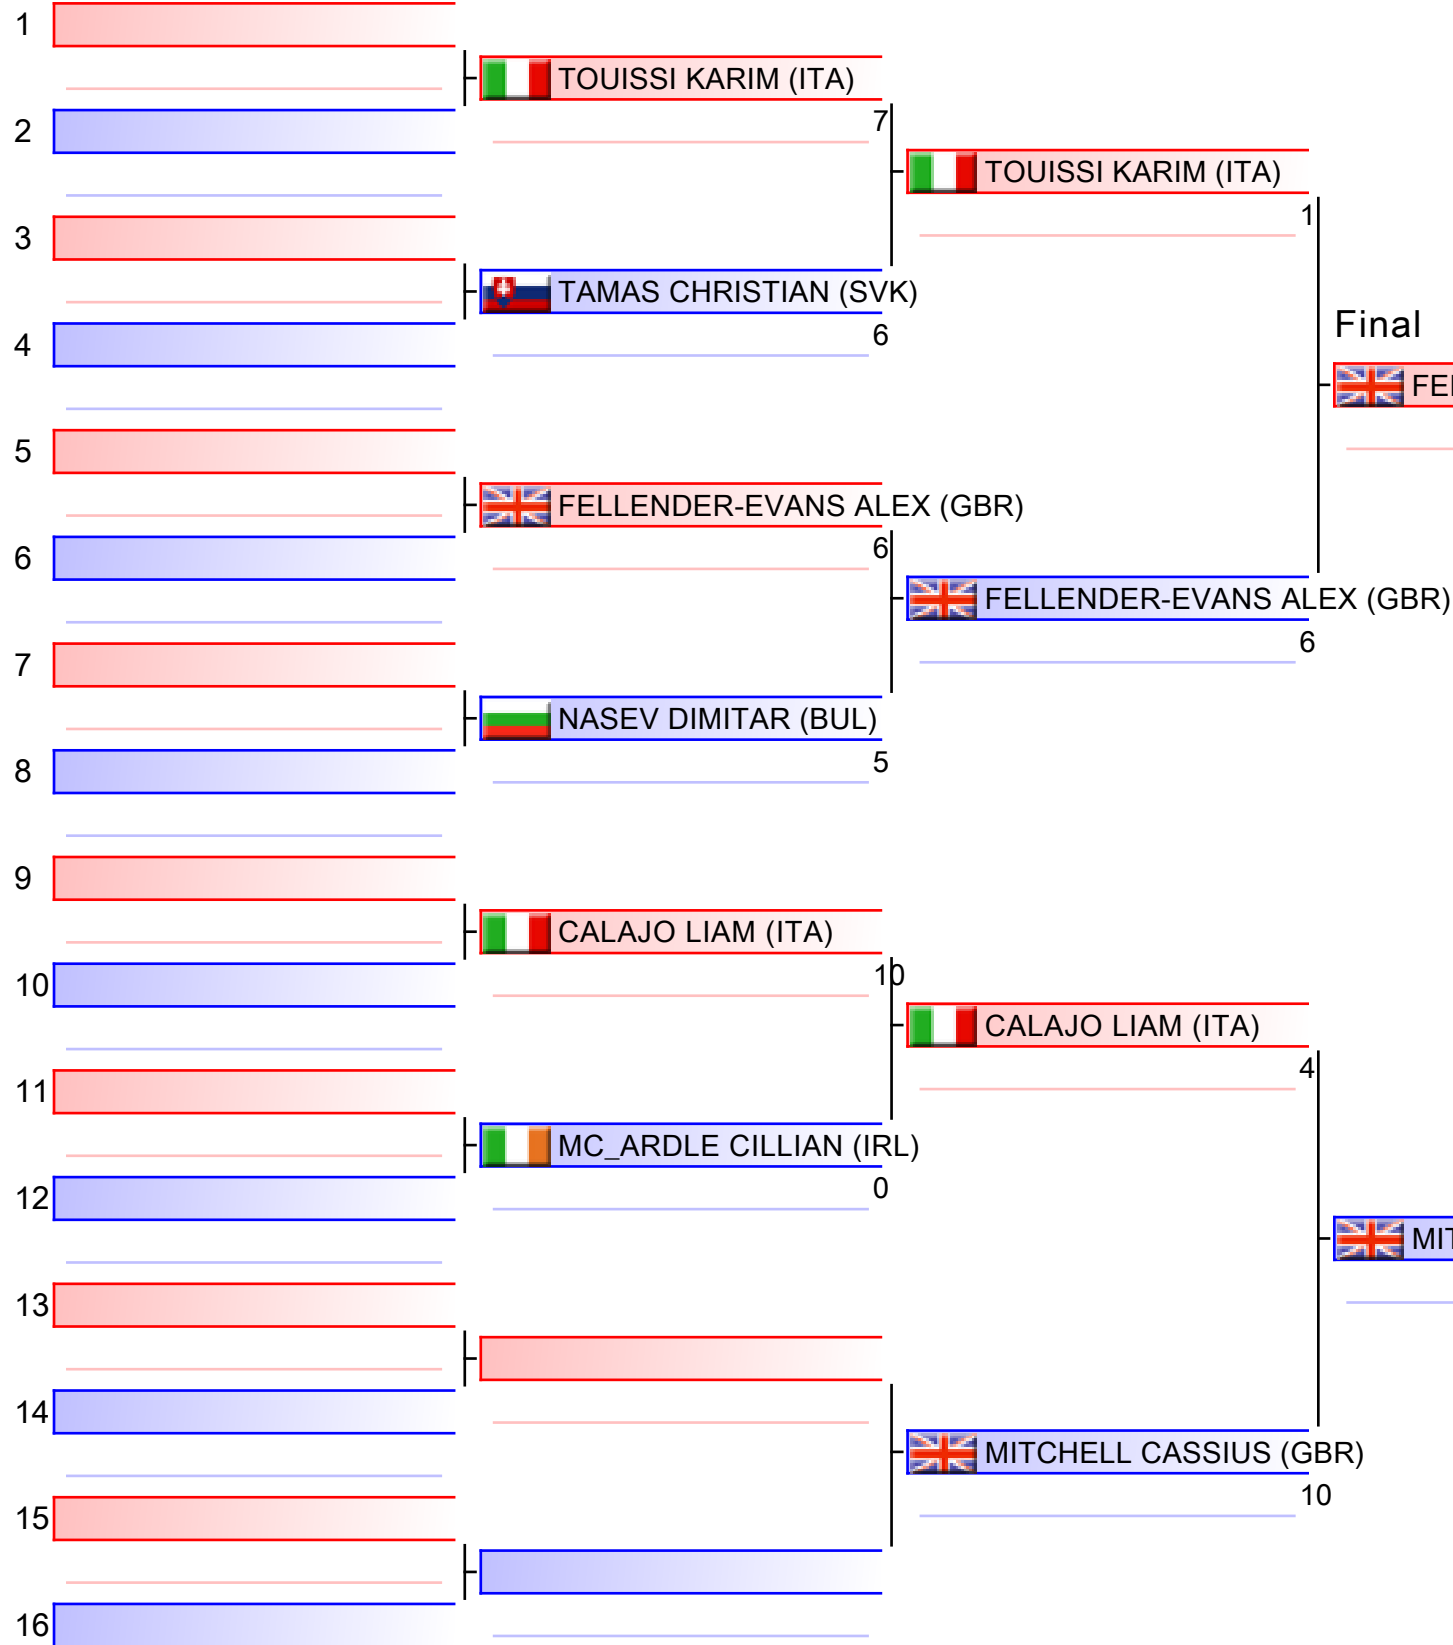 1
TOUISSI KARIM (ITA)
2
7
TOUISSI KARIM (ITA)
3
1
TAMAS CHRISTIAN (SVK)
4
6
Final
FEI
5
FELLENDER-EVANS ALEX (GBR)
6
6
FELLENDER-EVANS ALEX (GBR)
7
6
NASEV DIMITAR (BUL)
8
5
9
CALAJO LIAM (ITA)
10
10
CALAJO LIAM (ITA)
11
4
MC_ARDLE CILLIAN (IRL)
12
0
MIT
13
14
MITCHELL CASSIUS (GBR)
15
10
16